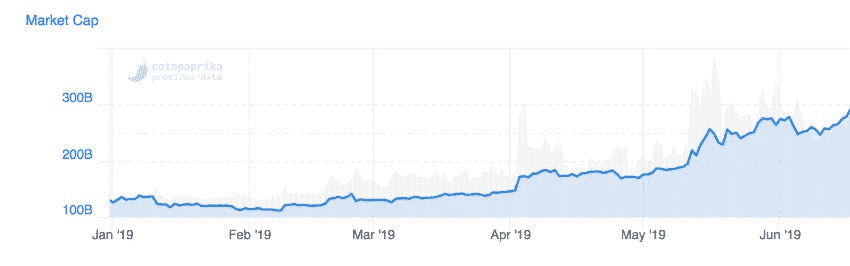 Market Cap
coinpaprika
provides data
300B
200B
100B
Jan '19
Feb '19
Mar '19
Apr '19
May '19
Jun '19